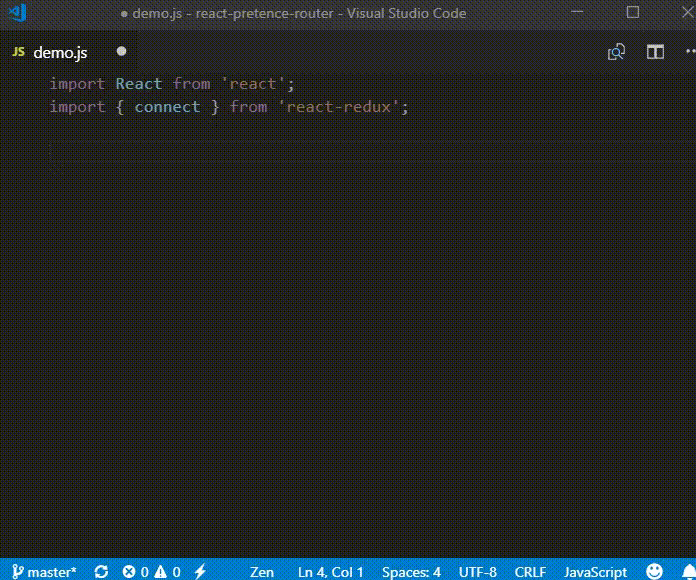 ● demo.js - react-pretence-router - Visual Studio Code
JS demo.js ●
import React from 'react';
import { connect } from 'react-redux';
master* 0 0 Zen Ln 4, Col 1 Spaces: 4 UTF-8 CRLF JavaScript